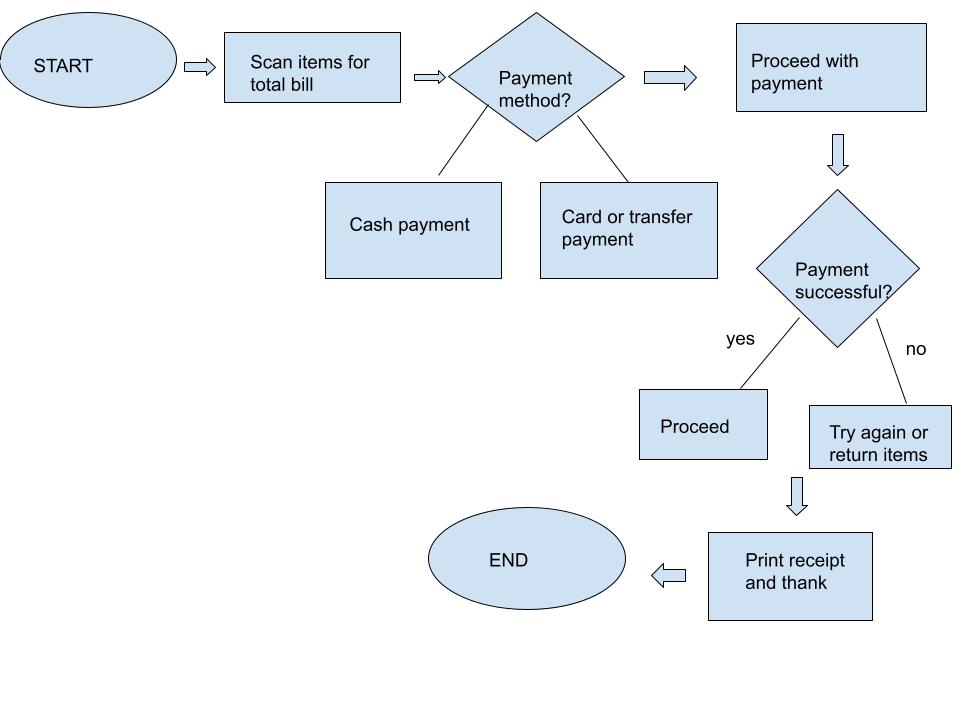 START
Scan items for
total bill
Payment
method?
Proceed with
payment
Cash payment
Card or transfer
payment
Payment
successful?
yes
no
Proceed
Try again or
return items
END
Print receipt
and thank